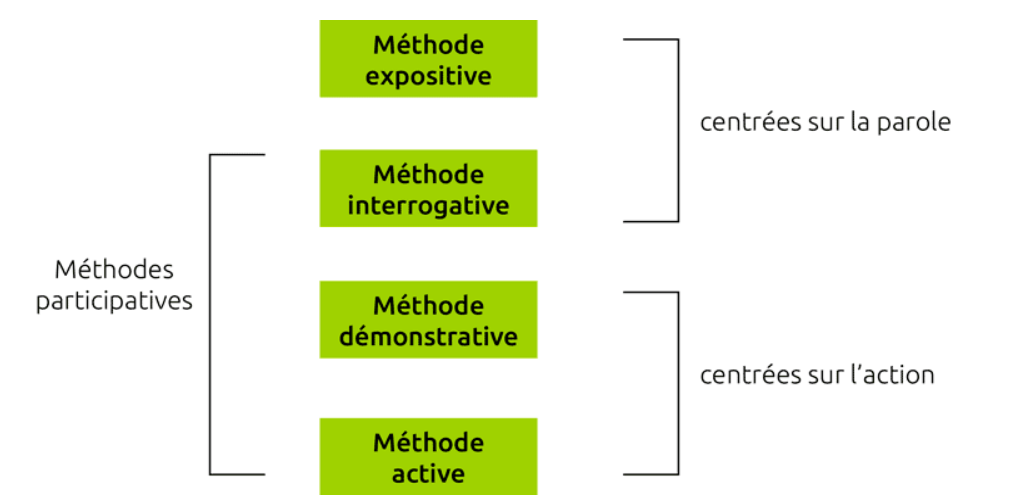 Méthode
expositive
centrées sur la parole
Méthode
interrogative
Méthodes
participatives
Méthode
démonstrative
centrées sur l’action
Méthode
active